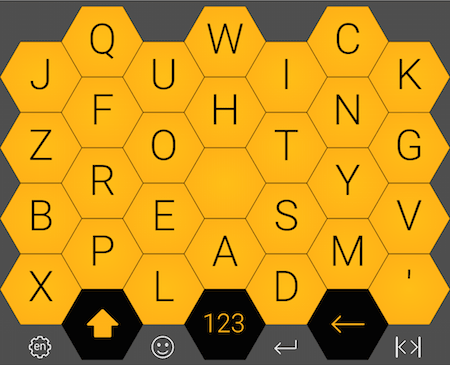 Q W C
J U I K
F H N
Z O T G
R Y
B E S V
P A M
X L D '
123
en